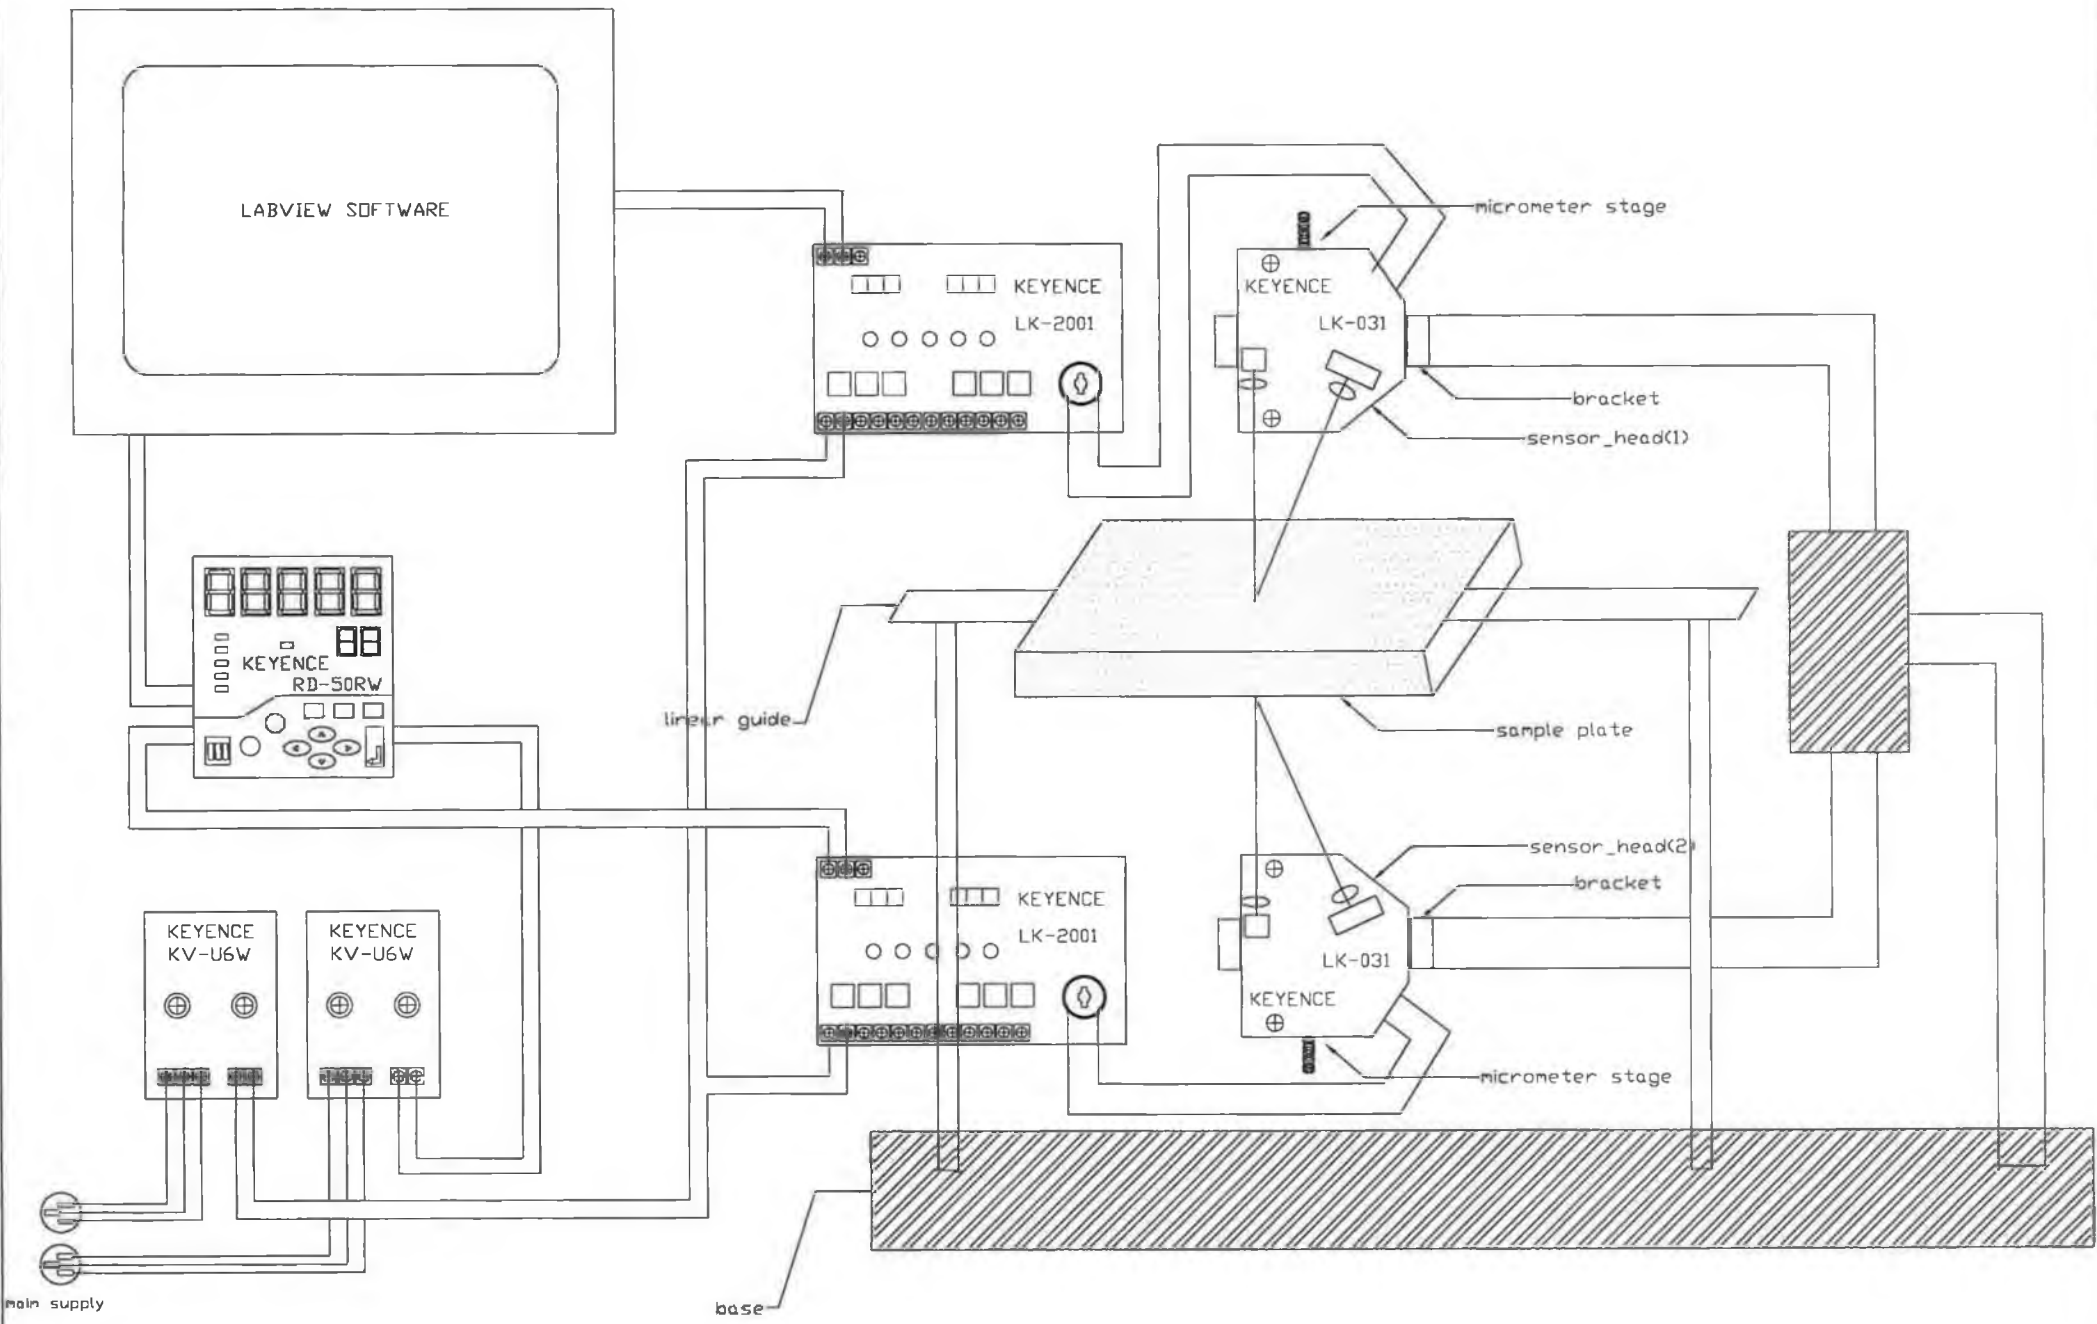 LABVIEW SOFTWARE
KEYENCE
LK-2001
micrometer stage
KEYENCE
LK-031
bracket
sensor_head(1)
KEYENCE
RD-50RW
linear guide
sample plate
sensor_head(2)
bracket
KEYENCE
LK-2001
LK-031
KEYENCE
micrometer stage
KEYENCE
KV-U6W
KEYENCE
KV-U6W
main supply
base